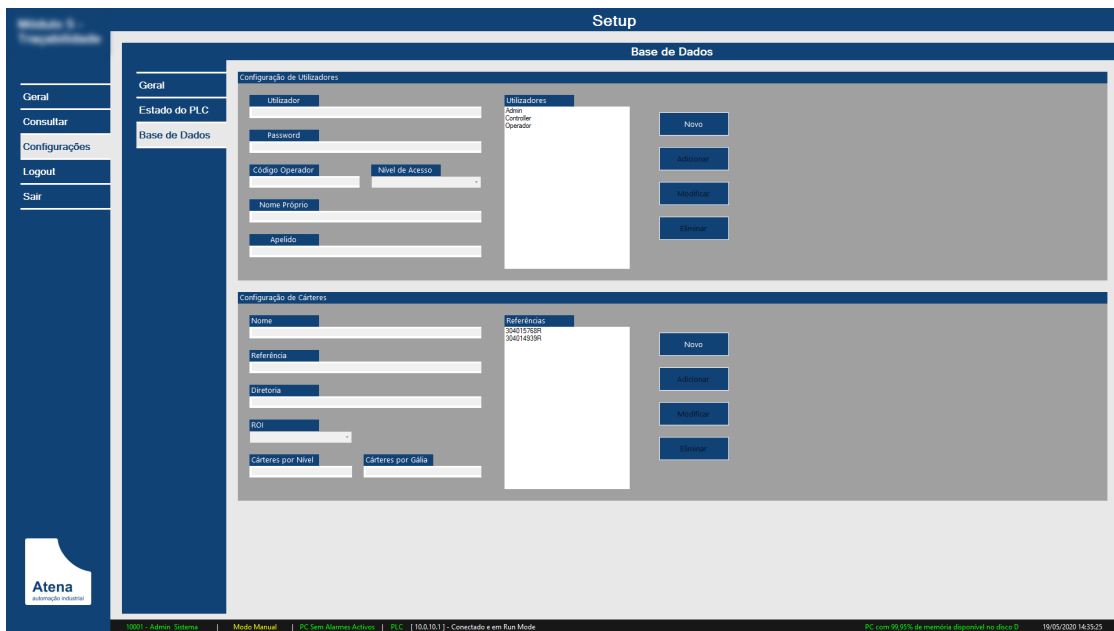 Setup
Base de Dados
Geral
Consultar
Configurações
Logout
Sair
Geral
Estado do PLC
Base de Dados
Configuração de Utilizadores
Utilizador
Password
Código Operador
Nível de Acesso
Nome Próprio
Apelido
Utilizadores
Admin
Controller
Operador
Novo
Adicionar
Modificar
Eliminar
Configuração de Cárteres
Nome
Referência
Diretoria
ROI
Cárteres por Nível
Cárteres por Gália
Referências
304015768R
304014939R
Novo
Adicionar
Modificar
Eliminar
Atena
automação industrial
10001 - Admin Sistema | Modo Manual | PC Sem Alarmes Activos | PLC [ 10.0.10.1 ] - Conectado e em Run Mode PC com 99,95% de memória disponível no disco D 19/05/2020 14:35:25